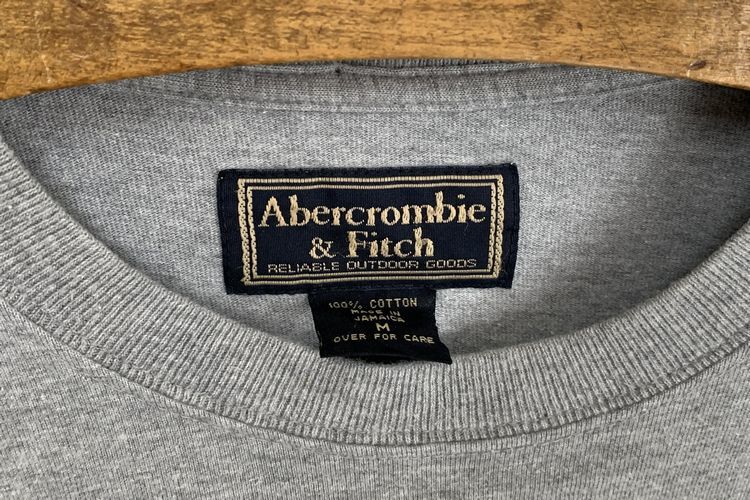 Abercrombie
& Fitch
RELIABLE OUTDOOR GOODS
100% COTTON
MADE IN
JAMAICA
M
OVER FOR CARE